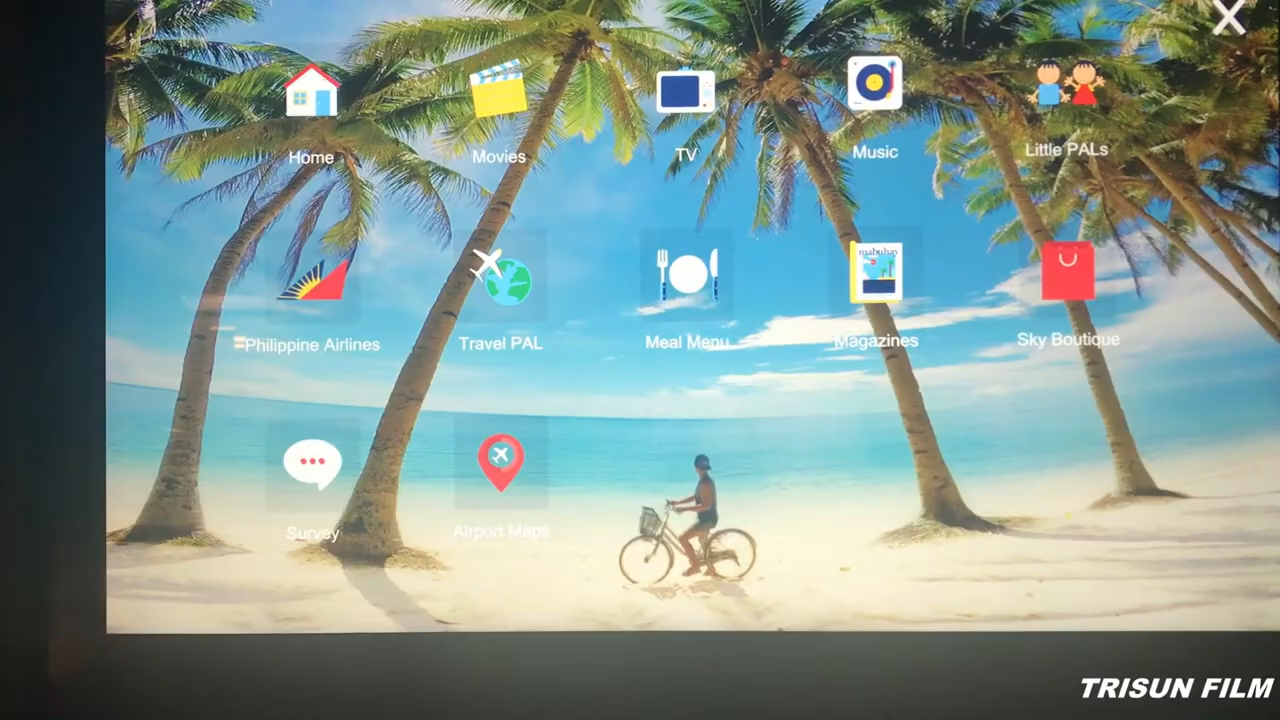 Home
Movies
TV
Music
Little PALs
mabuhay
Philippine Airlines
Travel PAL
Meal Menu
Magazines
Sky Boutique
Survey
Airport Maps
TRISUN FILM